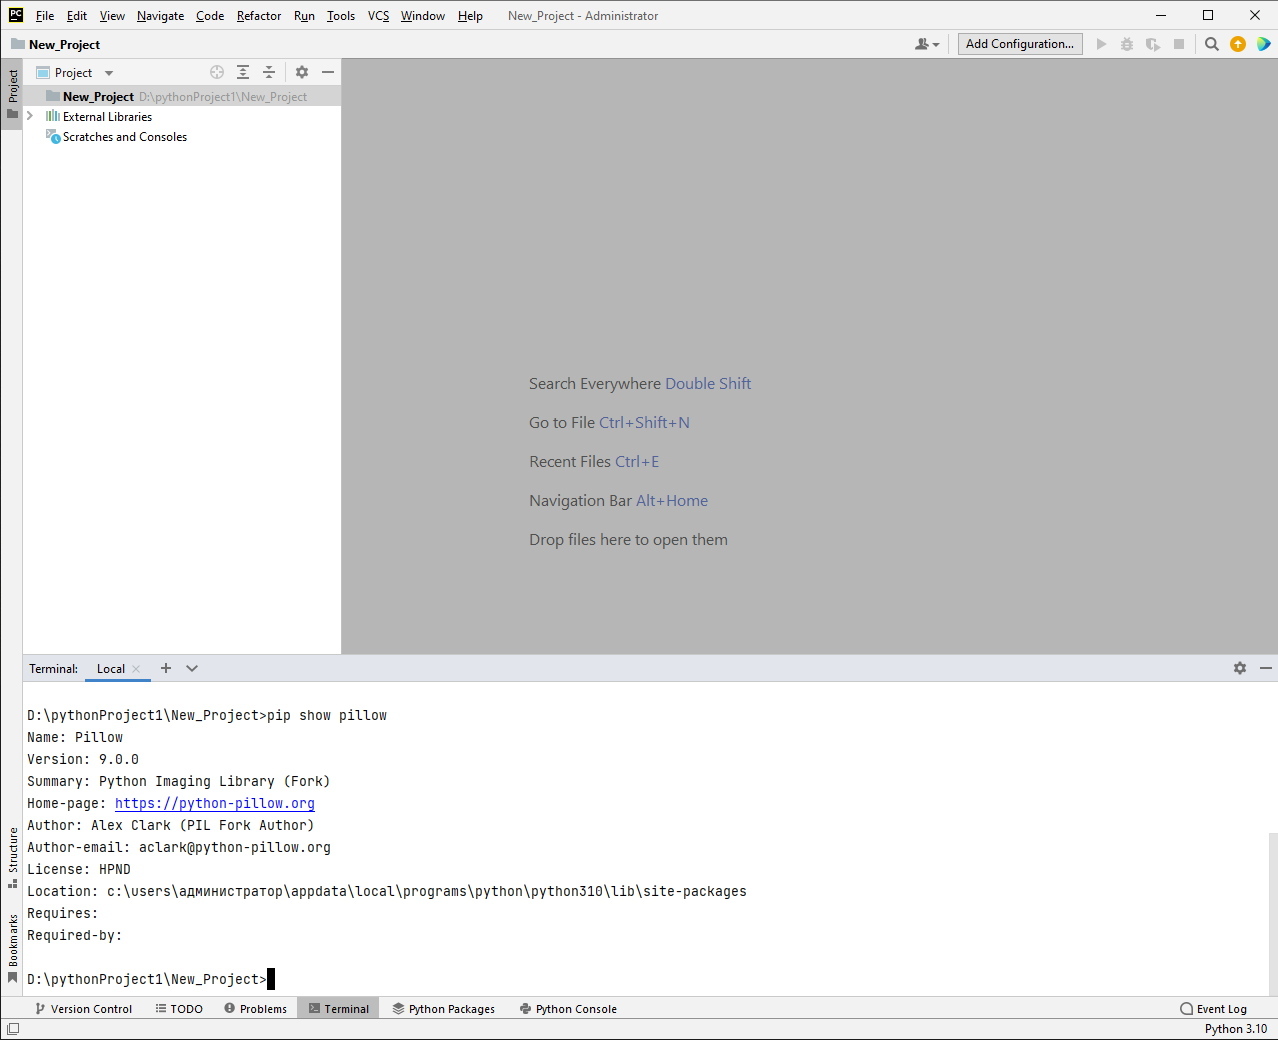 PC File Edit View Navigate Code Refactor Run Tools VCS Window Help New_Project - Administrator
New_Project Add Configuration...
Project
Project
New_Project D:\pythonProject1\New_Project
External Libraries
Scratches and Consoles
Search Everywhere Double Shift
Go to File Ctrl+Shift+N
Recent Files Ctrl+E
Navigation Bar Alt+Home
Drop files here to open them
Terminal: Local
D:\pythonProject1\New_Project>pip show pillow
Name: Pillow
Version: 9.0.0
Summary: Python Imaging Library (Fork)
Home-page: https://python-pillow.org
Author: Alex Clark (PIL Fork Author)
Author-email: aclark@python-pillow.org
License: HPND
Location: c:\users\администратор\appdata\local\programs\python\python310\lib\site-packages
Requires:
Required-by:
D:\pythonProject1\New_Project>
Structure
Bookmarks
Version Control TODO Problems Terminal Python Packages Python Console Event Log
Python 3.10